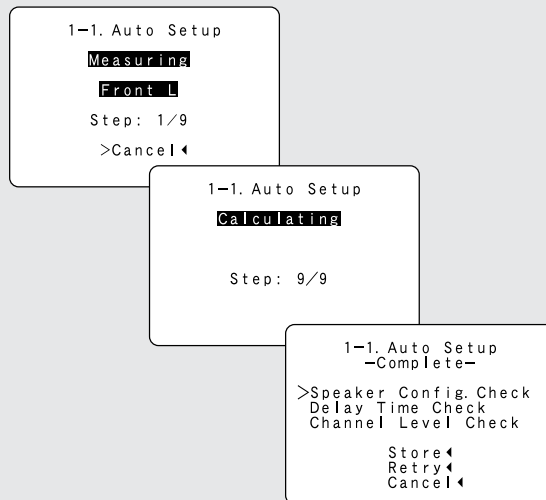 1-1. Auto Setup
Measuring
Front L
Step: 1/9
>Cancel◀
1-1. Auto Setup
Calculating
Step: 9/9
1-1. Auto Setup
-Complete-
>Speaker Config. Check
Delay Time Check
Channel Level Check
Store◀
Retry◀
Cancel◀